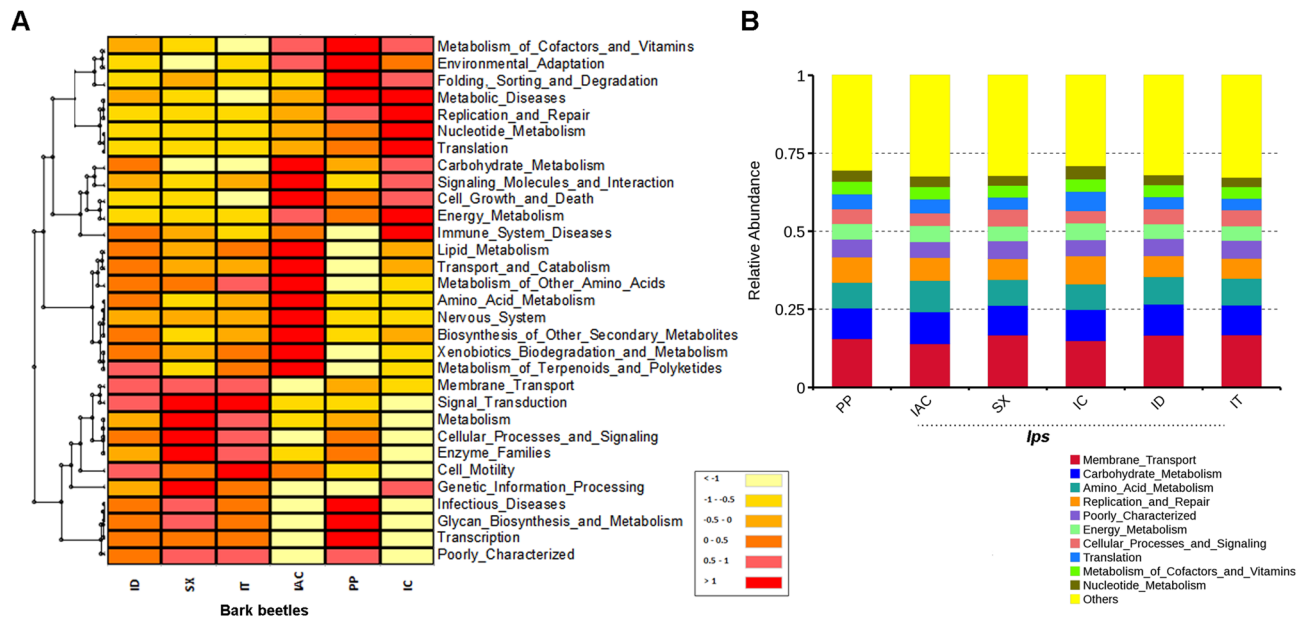 A
Metabolism_of_Cofactors_and_Vitamins
Environmental_Adaptation
Folding,_Sorting_and_Degradation
Metabolic_Diseases
Replication_and_Repair
Nucleotide_Metabolism
Translation
Carbohydrate_Metabolism
Signaling_Molecules_and_Interaction
Cell_Growth_and_Death
Energy_Metabolism
Immune_System_Diseases
Lipid_Metabolism
Transport_and_Catabolism
Metabolism_of_Other_Amino_Acids
Amino_Acid_Metabolism
Nervous_System
Biosynthesis_of_Other_Secondary_Metabolites
Xenobiotics_Biodegradation_and_Metabolism
Metabolism_of_Terpenoids_and_Polyketides
Membrane_Transport
Signal_Transduction
Metabolism
Cellular_Processes_and_Signaling
Enzyme_Families
Cell_Motility
Genetic_Information_Processing
Infectious_Diseases
Glycan_Biosynthesis_and_Metabolism
Transcription
Poorly_Characterized
ID SX IT IAC PP IC
Bark beetles
< -1
-1 - -0.5
-0.5 - 0
0 - 0.5
0.5 - 1
> 1
B
Relative Abundance
1
0.75
0.5
0.25
0
PP IAC SX IC ID IT
Ips
Membrane_Transport
Carbohydrate_Metabolism
Amino_Acid_Metabolism
Replication_and_Repair
Poorly_Characterized
Energy_Metabolism
Cellular_Processes_and_Signaling
Translation
Metabolism_of_Cofactors_and_Vitamins
Nucleotide_Metabolism
Others